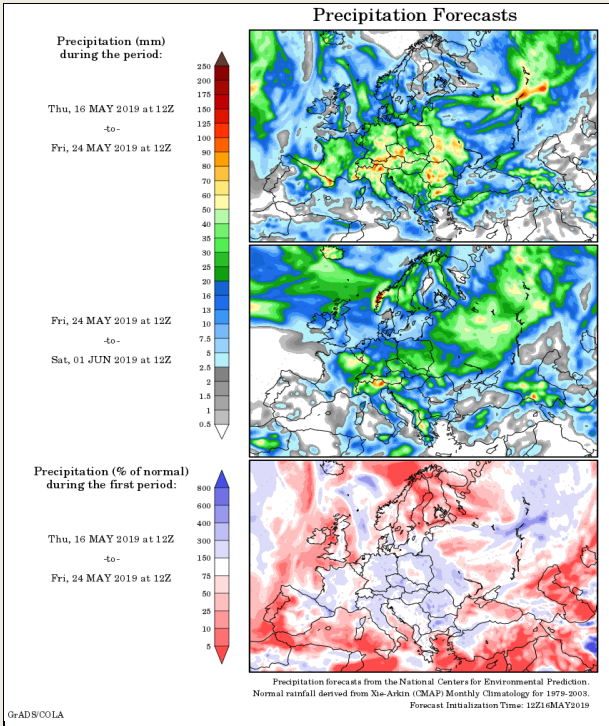 Precipitation Forecasts
Precipitation (mm)
during the period:
Thu, 16 MAY 2019 at 12Z
-to-
Fri, 24 MAY 2019 at 12Z
250
200
175
150
125
100
90
80
70
60
50
40
35
30
25
20
16
13
10
7.5
5
2.5
2
1.5
1
0.5
Fri, 24 MAY 2019 at 12Z
-to-
Sat, 01 JUN 2019 at 12Z
Precipitation (% of normal)
during the first period:
Thu, 16 MAY 2019 at 12Z
-to-
Fri, 24 MAY 2019 at 12Z
800
600
400
300
150
75
50
25
10
5
Precipitation forecasts from the National Centers for Environmental Prediction.
Normal rainfall derived from Xie-Arkin (CMAP) Monthly Climatology for 1979-2003.
Forecast Initialization Time: 12Z16MAY2019
GrADS/COLA